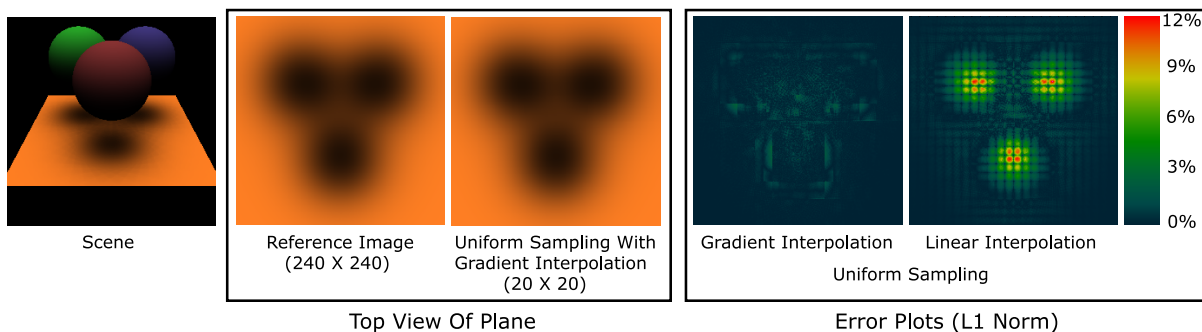 Scene
Reference Image
(240 X 240)
Uniform Sampling With
Gradient Interpolation
(20 X 20)
Top View Of Plane
Gradient Interpolation
Linear Interpolation
Uniform Sampling
12%
9%
6%
3%
0%
Error Plots (L1 Norm)